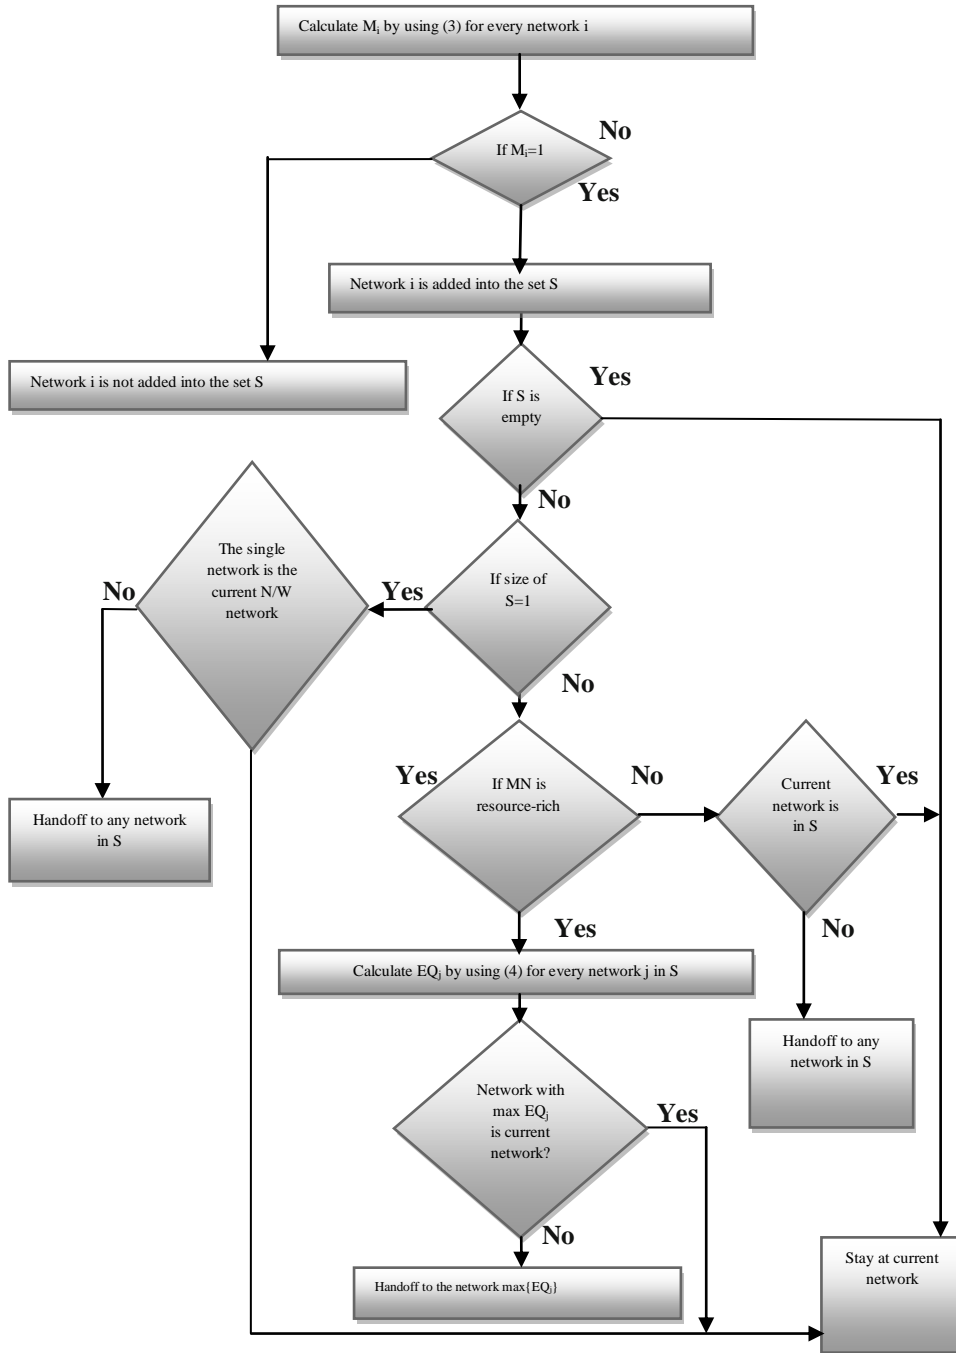 Calculate Mᵢ by using (3) for every network i
No
If Mᵢ=1
Yes
Network i is added into the set S
Network i is not added into the set S
Yes
If S is
empty
No
The single
network is the
current N/W
network
No
Yes
If size of
S=1
No
Yes
If MN is
resource-rich
No
Current
network is
in S
Yes
Handoff to any network
in S
No
Yes
Calculate EQⱼ by using (4) for every network j in S
Handoff to any
network in S
Network with
max EQⱼ
is current
network?
Yes
No
Stay at current
network
Handoff to the network max{EQⱼ}